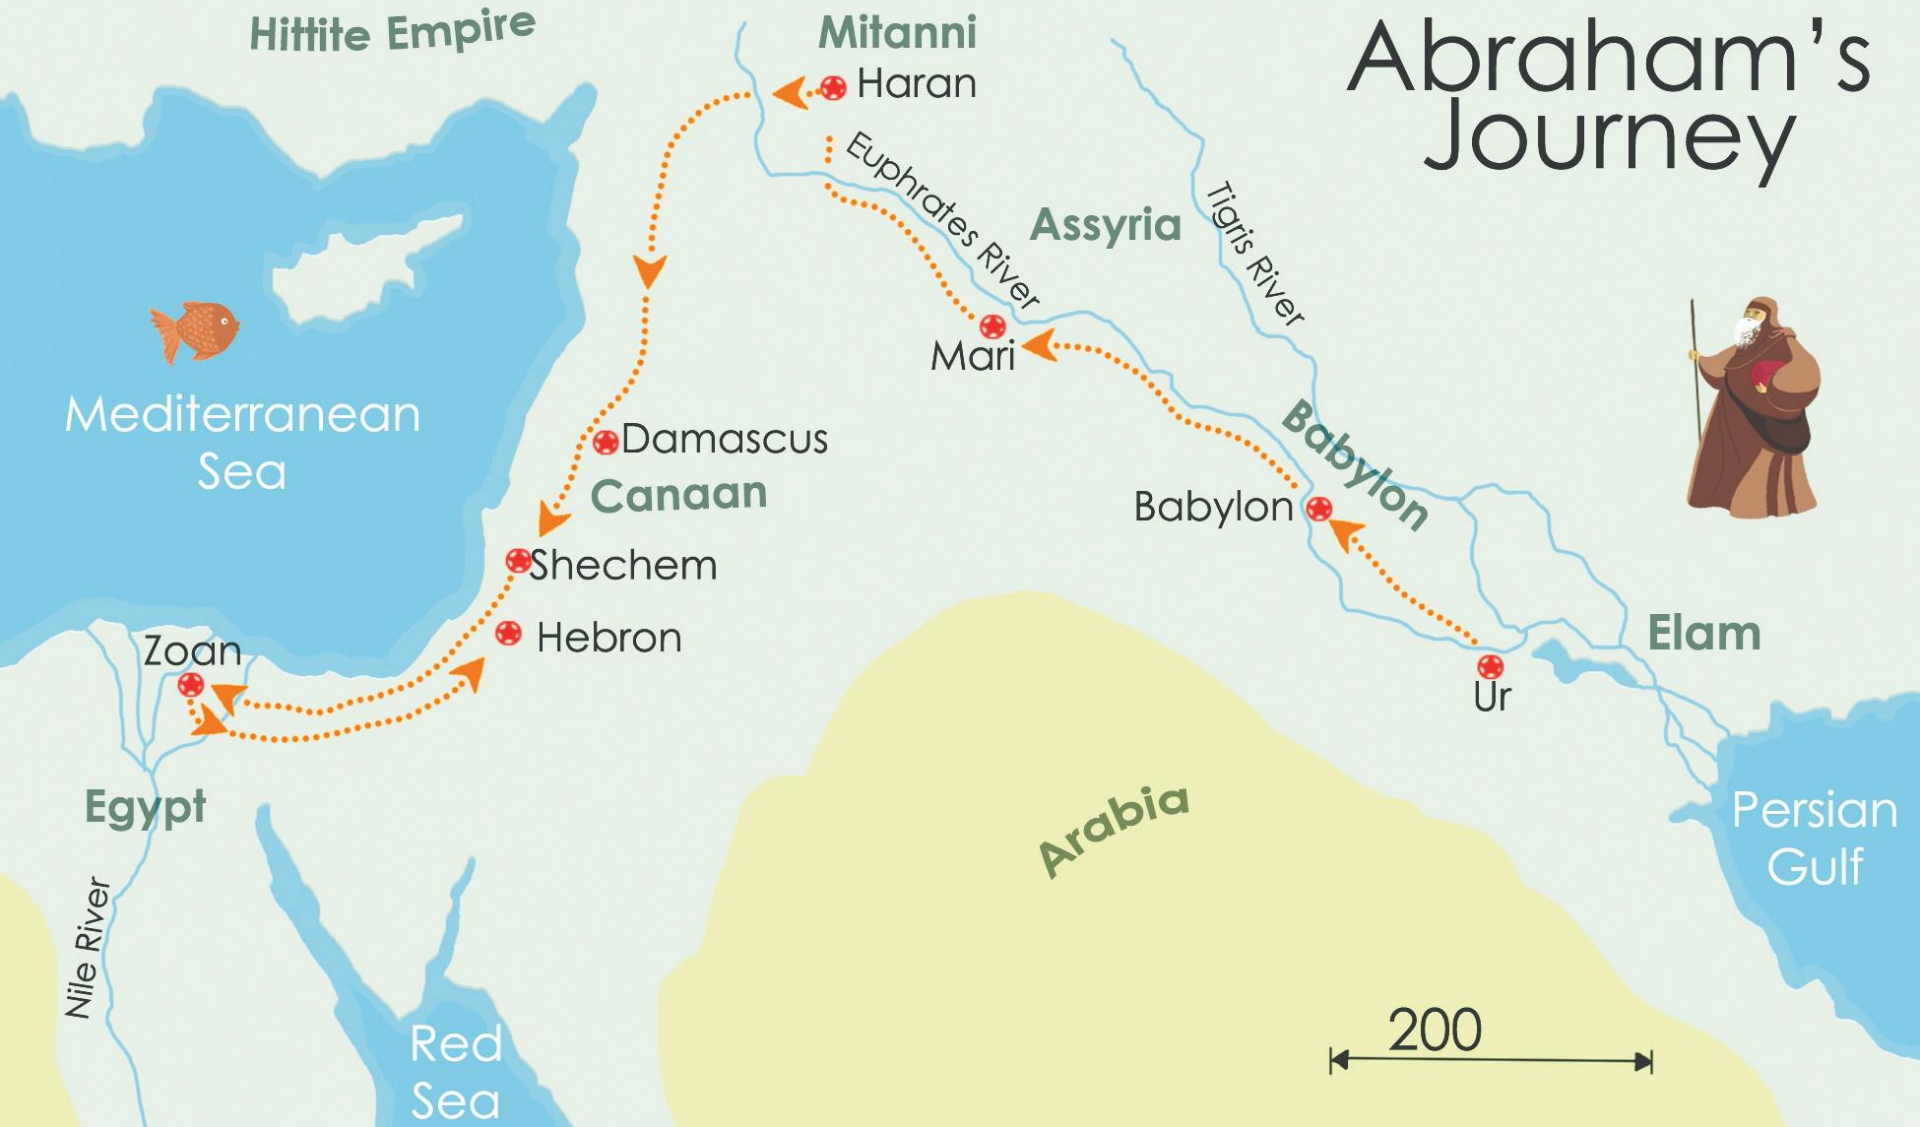 Abraham’s
Journey
Hittite Empire
Mitanni
Haran
Euphrates River
Assyria
Tigris River
Mari
Mediterranean
Sea
Damascus
Canaan
Babylon
Babylon
Shechem
Hebron
Zoan
Elam
Ur
Egypt
Arabia
Persian
Gulf
Nile River
200
Red
Sea